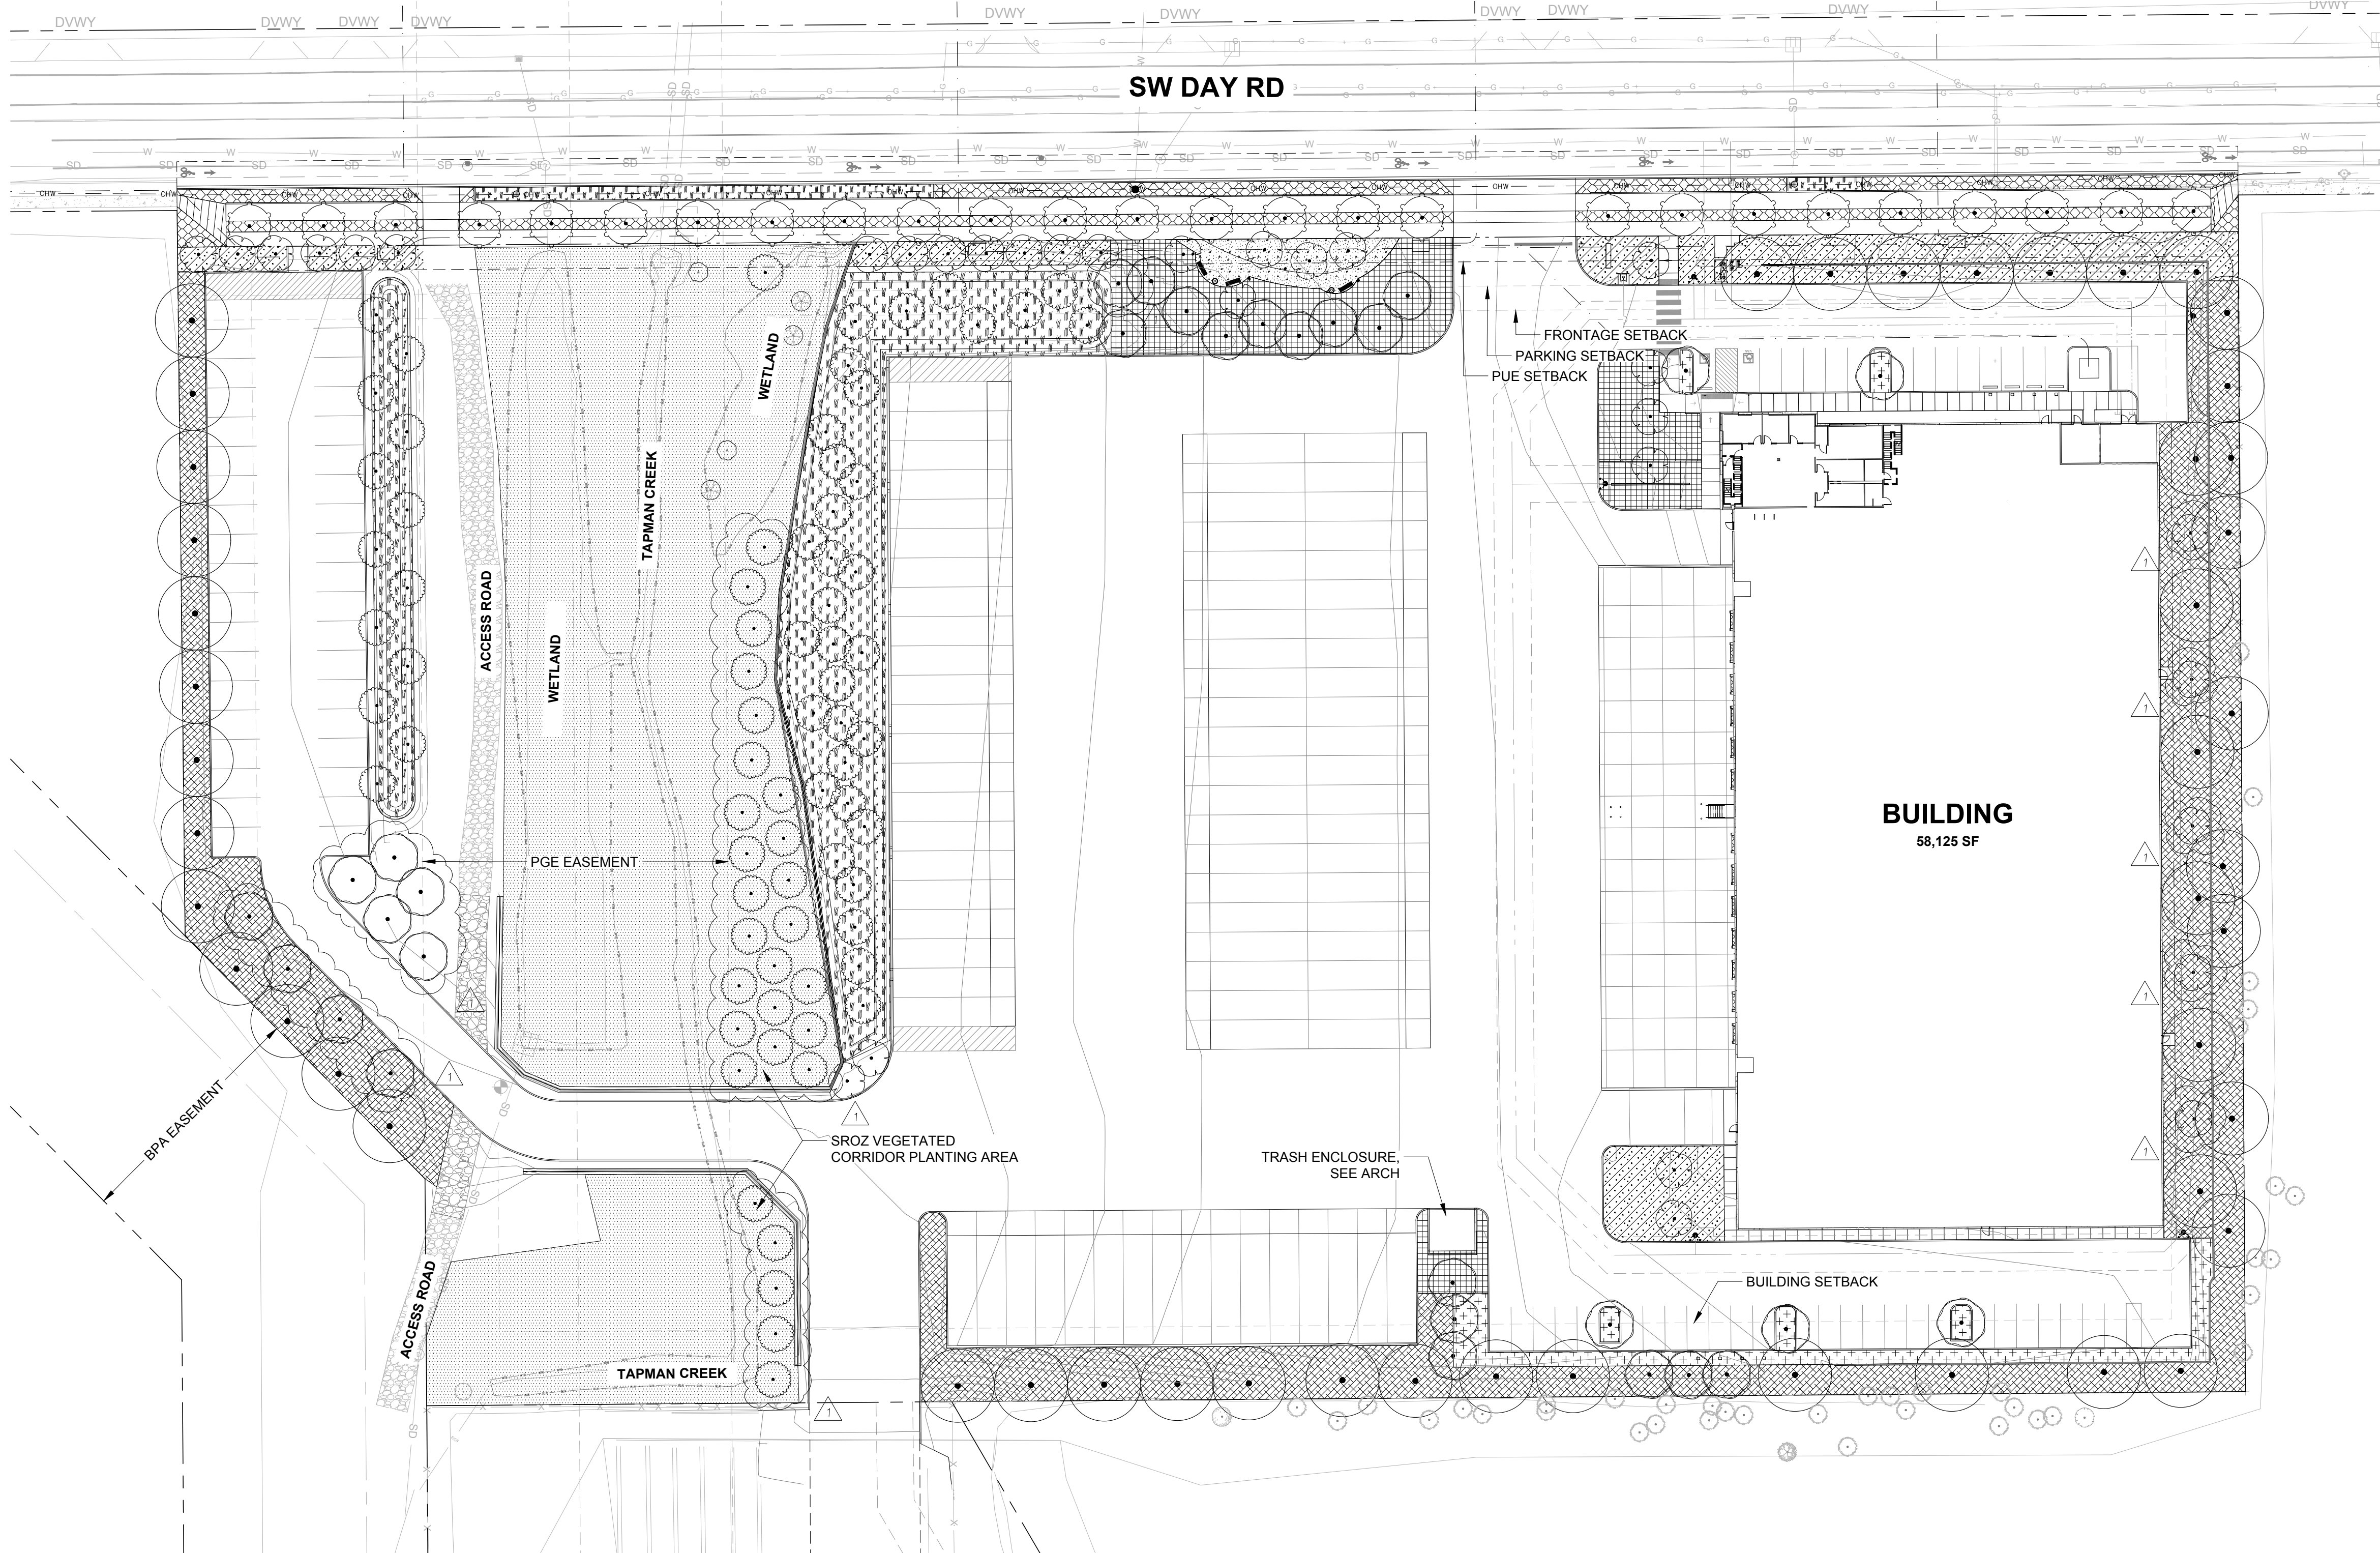 DVWY
DVWY
DVWY
DVWY
DVWY
DVWY
DVWY
DVWY
DVWY
DVWY
SW DAY RD
FRONTAGE SETBACK
PARKING SETBACK
PUE SETBACK
WETLAND
TAPMAN CREEK
ACCESS ROAD
WETLAND
BUILDING
58,125 SF
PGE EASEMENT
BPA EASEMENT
SROZ VEGETATED
CORRIDOR PLANTING AREA
TRASH ENCLOSURE,
SEE ARCH
BUILDING SETBACK
ACCESS ROAD
TAPMAN CREEK